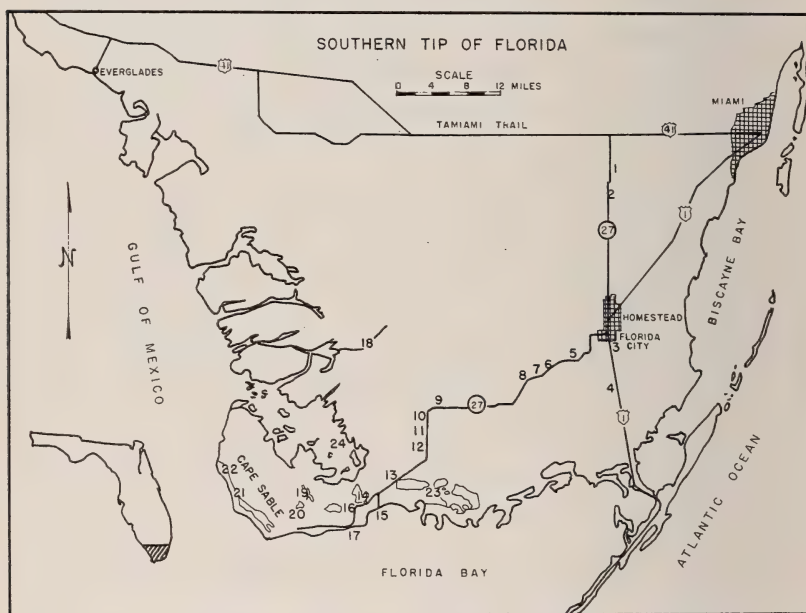 SOUTHERN TIP OF FLORIDA
SCALE
0 4 8 12 MILES
EVERGLADES
41
MIAMI
TAMIAMI TRAIL
41
1
2
1
27
N
GULF OF MEXICO
BISCAYNE BAY
HOMESTEAD
FLORIDA
CITY
3
18
5
6
7
8
4
9
27
10
11
12
1
24
13
22
CAPE SABLE
21
19
14
23
20
16
15
17
ATLANTIC OCEAN
FLORIDA BAY